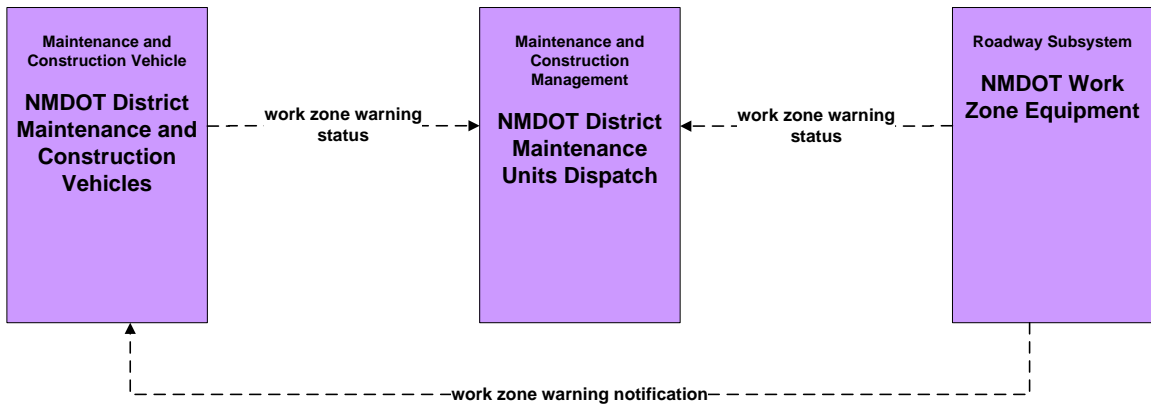 Maintenance and
Construction Vehicle
NMDOT District
Maintenance and
Construction
Vehicles
work zone warning
status
Maintenance and
Construction
Management
NMDOT District
Maintenance
Units Dispatch
work zone warning
status
Roadway Subsystem
NMDOT Work
Zone Equipment
work zone warning notification